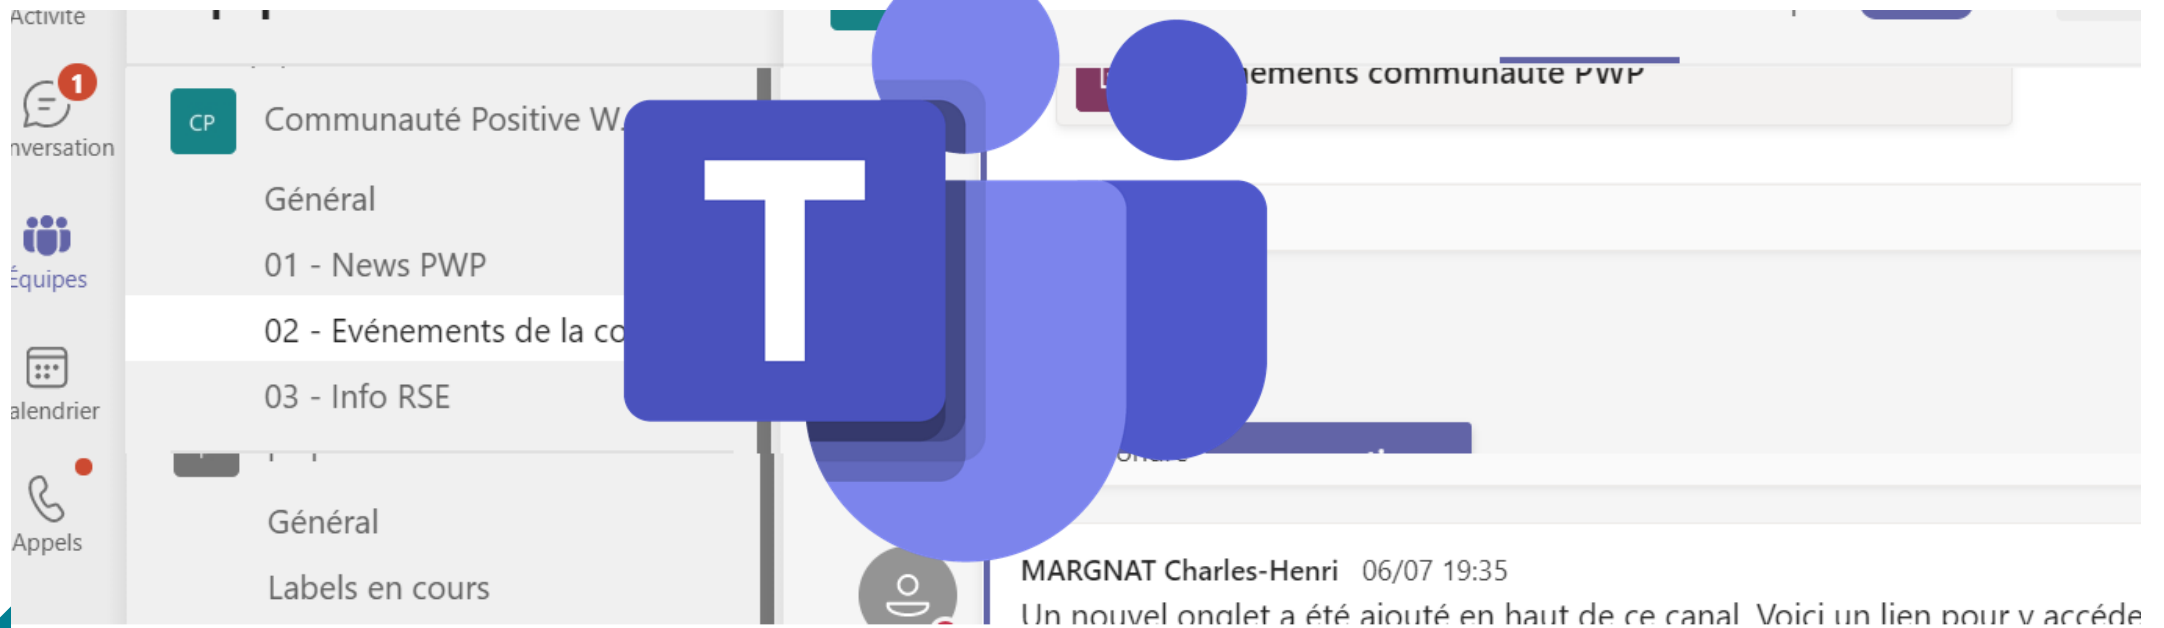 Activité
1
nversation
Équipes
alendrier
Appels
CP
Communauté Positive W.
Général
01 - News PWP
02 - Evénements de la co
03 - Info RSE
Général
Labels en cours
T
nements communauté PWP
MARGNAT Charles-Henri 06/07 19:35
Un nouvel onglet a été ajouté en haut de ce canal. Voici un lien pour y accéde